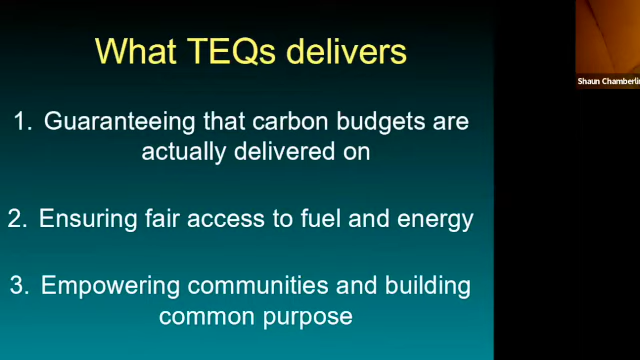 What TEQs delivers
1. Guaranteeing that carbon budgets are
actually delivered on
2. Ensuring fair access to fuel and energy
3. Empowering communities and building
common purpose
Shaun Chamberlin